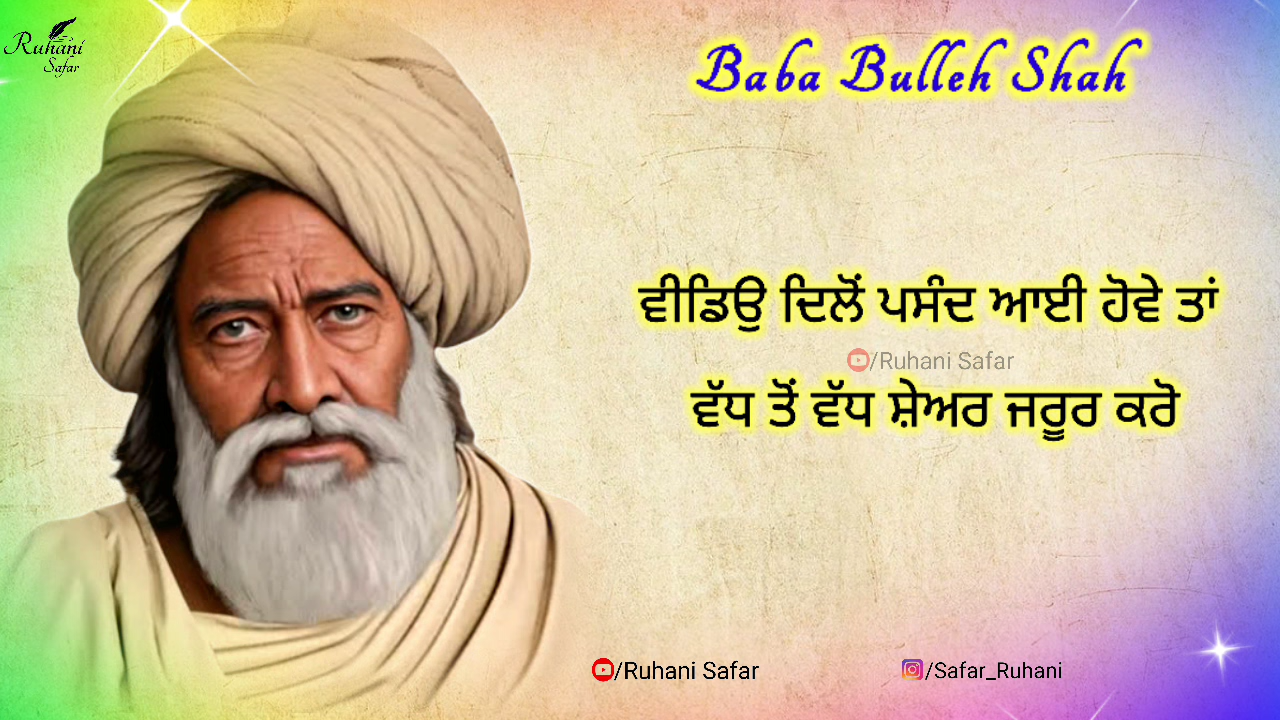 Ruhani
Safar
Baba Bulleh Shah
ਵੀਡਿਉ ਦਿਲੋਂ ਪਸੰਦ ਆਈ ਹੋਵੇ ਤਾਂ
/Ruhani Safar
ਵੱਧ ਤੋਂ ਵੱਧ ਸ਼ੇਅਰ ਜਰੂਰ ਕਰੋ
/Ruhani Safar
/Safar_Ruhani